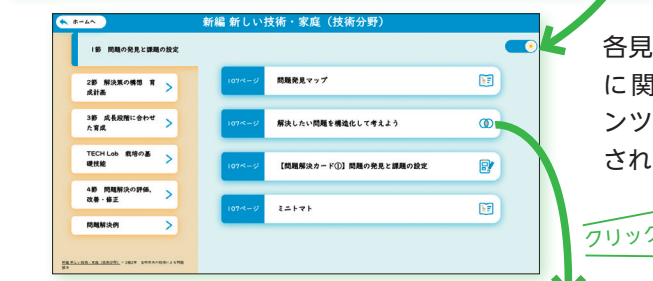 ホームへ
新編 新しい技術・家庭（技術分野）
1節 問題の発見と課題の設定
2節 解決策の構想 育
成計画
3節 成長段階に合わせ
た育成
TECH Lab 栽培の基
礎技能
4節 問題解決の評価、
改善・修正
問題解決例
107ページ 問題発見マップ
107ページ 解決したい問題を構造化して考えよう
107ページ 【問題解決カード①】問題の発見と課題の設定
107ページ ミニトマト
各見
に関
ンツ
され
クリック